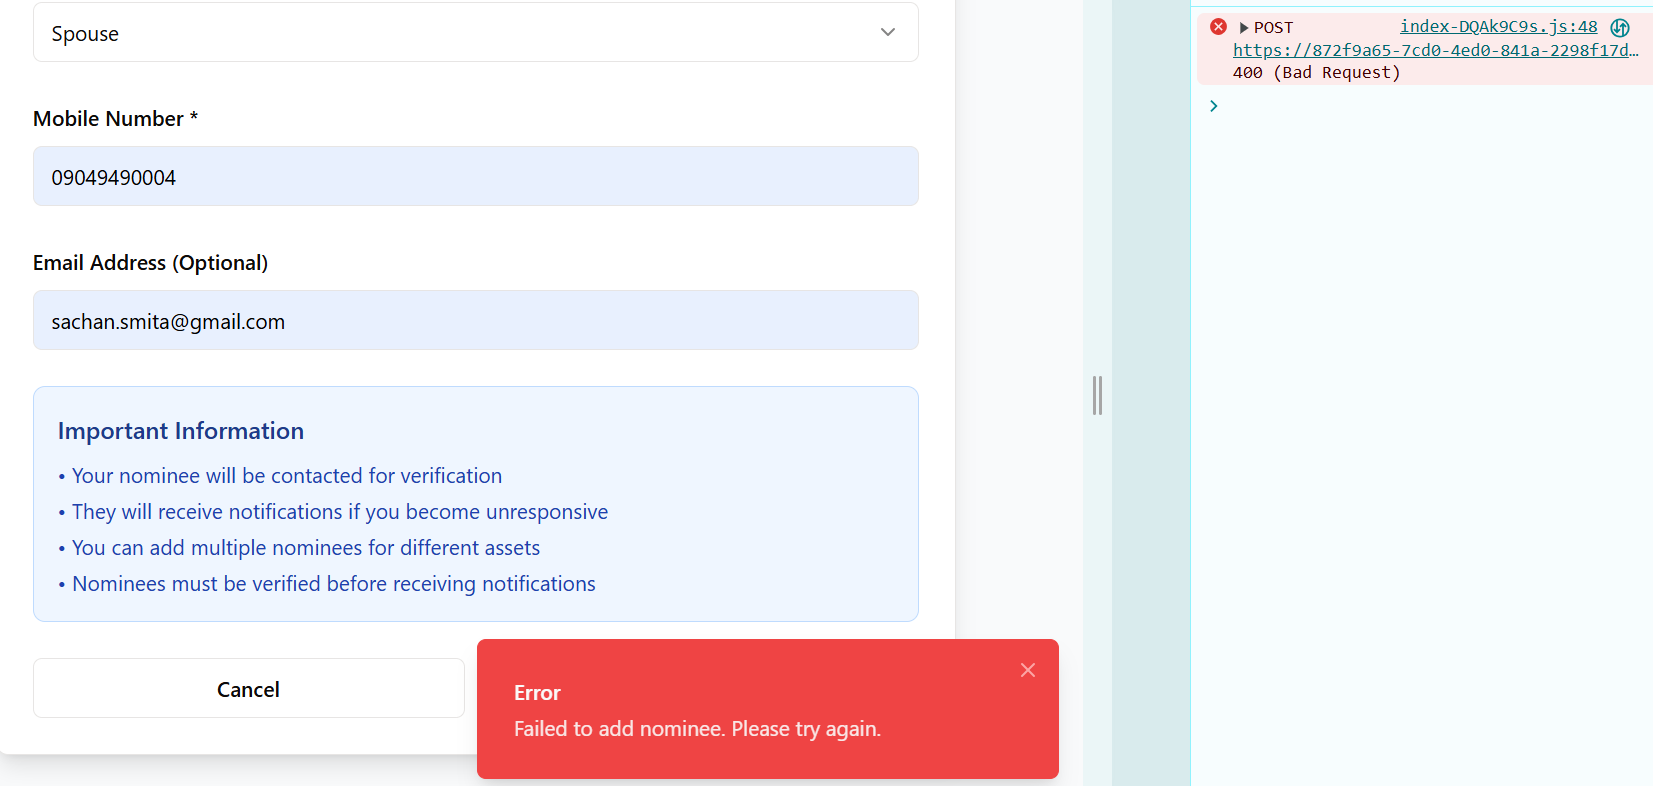 Spouse
Mobile Number *
09049490004
Email Address (Optional)
sachan.smita@gmail.com
Important Information
• Your nominee will be contacted for verification
• They will receive notifications if you become unresponsive
• You can add multiple nominees for different assets
• Nominees must be verified before receiving notifications
Cancel
Error
Failed to add nominee. Please try again.
POST index-DQAk9C9s.js:48
https://872f9a65-7cd0-4ed0-841a-2298f17d…
400 (Bad Request)